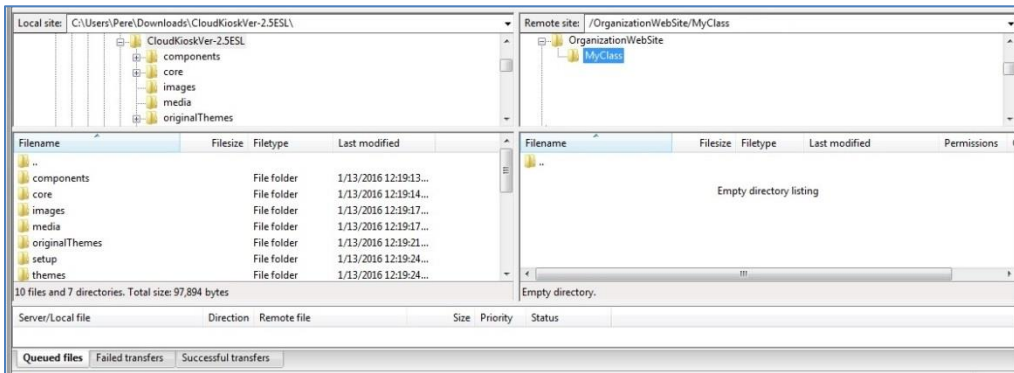 Local site: C:\Users\Pere\Downloads\CloudKioskVer-2.5ESL\
CloudKioskVer-2.5ESL
components
core
images
media
originalThemes
Remote site: /OrganizationWebSite/MyClass
OrganizationWebSite
MyClass
Filename Filesize Filetype Last modified
..
components File folder 1/13/2016 12:19:13...
core File folder 1/13/2016 12:19:14...
images File folder 1/13/2016 12:19:17...
media File folder 1/13/2016 12:19:17...
originalThemes File folder 1/13/2016 12:19:21...
setup File folder 1/13/2016 12:19:24...
themes File folder 1/13/2016 12:19:24...
10 files and 7 directories. Total size: 97,894 bytes
Filename Filesize Filetype Last modified Permissions
..
Empty directory listing
Empty directory.
Server/Local file Direction Remote file Size Priority Status
Queued files Failed transfers Successful transfers